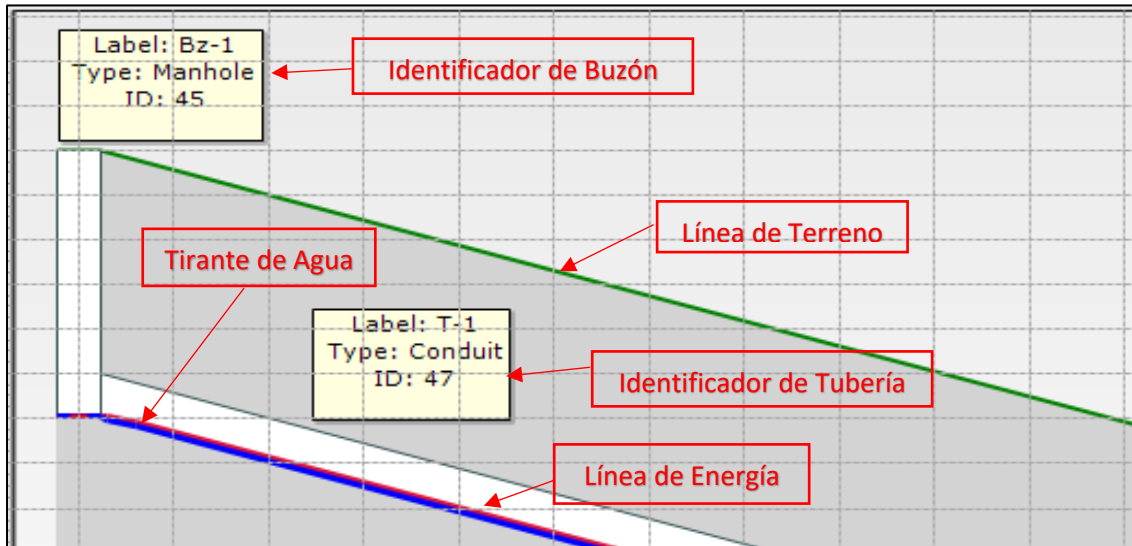 Label: Bz-1
Type: Manhole
ID: 45
Identificador de Buzón
Línea de Terreno
Tirante de Agua
Label: T-1
Type: Conduit
ID: 47
Identificador de Tubería
Línea de Energía